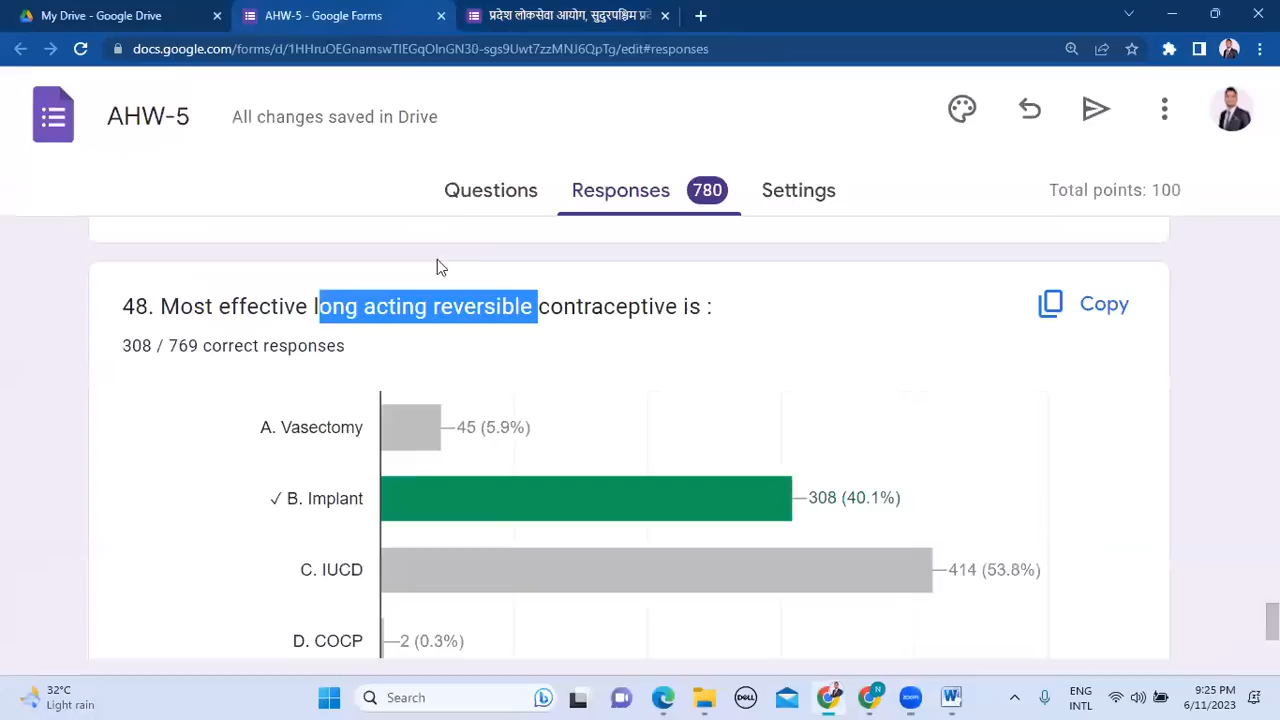 My Drive - Google Drive
AHW-5 - Google Forms
प्रदेश लोकसेवा आयोग, सुदूरपश्चिम प्र
docs.google.com/forms/d/1HHruOEGnamswTlEGqOInGN30-sgs9Uwt7zzMNJ6QpTg/edit#responses
AHW-5
All changes saved in Drive
Questions
Responses 780
Settings
Total points: 100
48. Most effective long acting reversible contraceptive is :
Copy
308 / 769 correct responses
A. Vasectomy
45 (5.9%)
✓ B. Implant
308 (40.1%)
C. IUCD
414 (53.8%)
D. COCP
2 (0.3%)
32°C
Light rain
Search
DELL
N
zoom
W
ENG
INTL
9:25 PM
6/11/2023